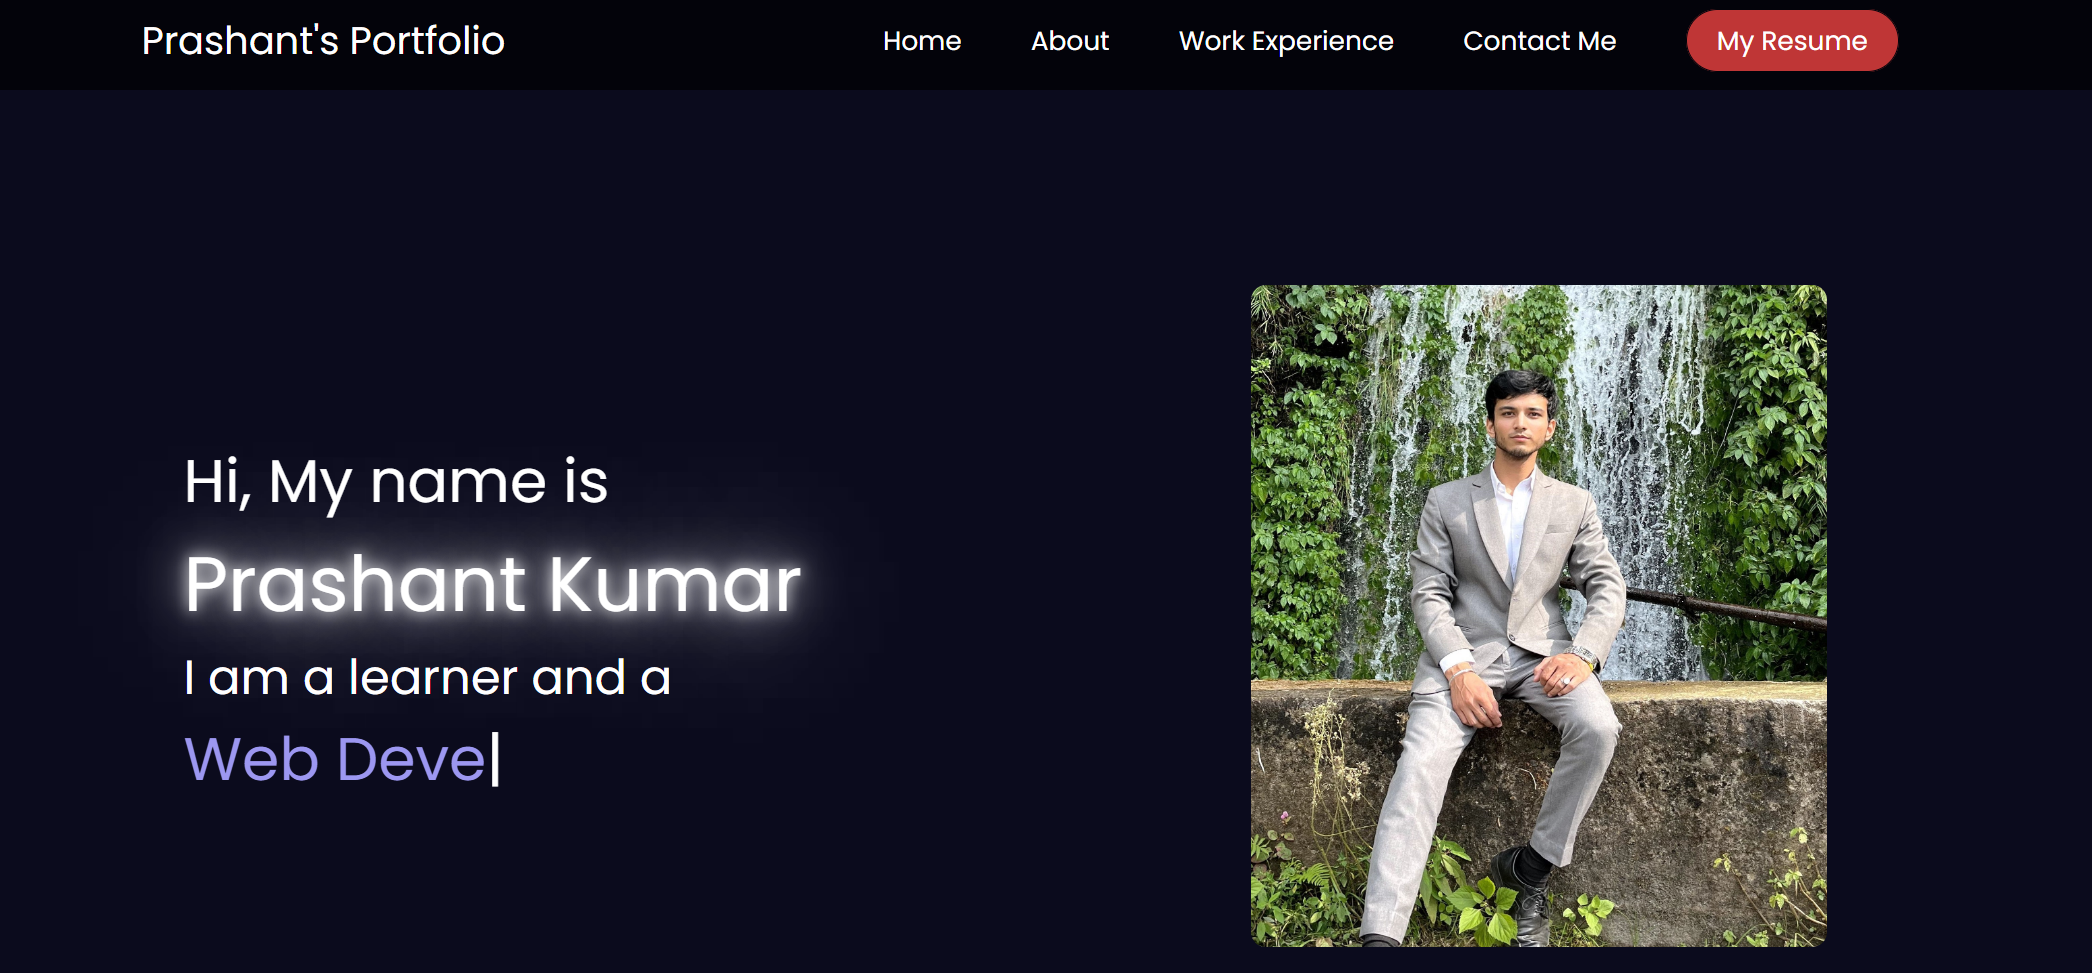 Prashant's Portfolio
Home About Work Experience Contact Me My Resume
Hi, My name is
Prashant Kumar
I am a learner and a
Web Deve|